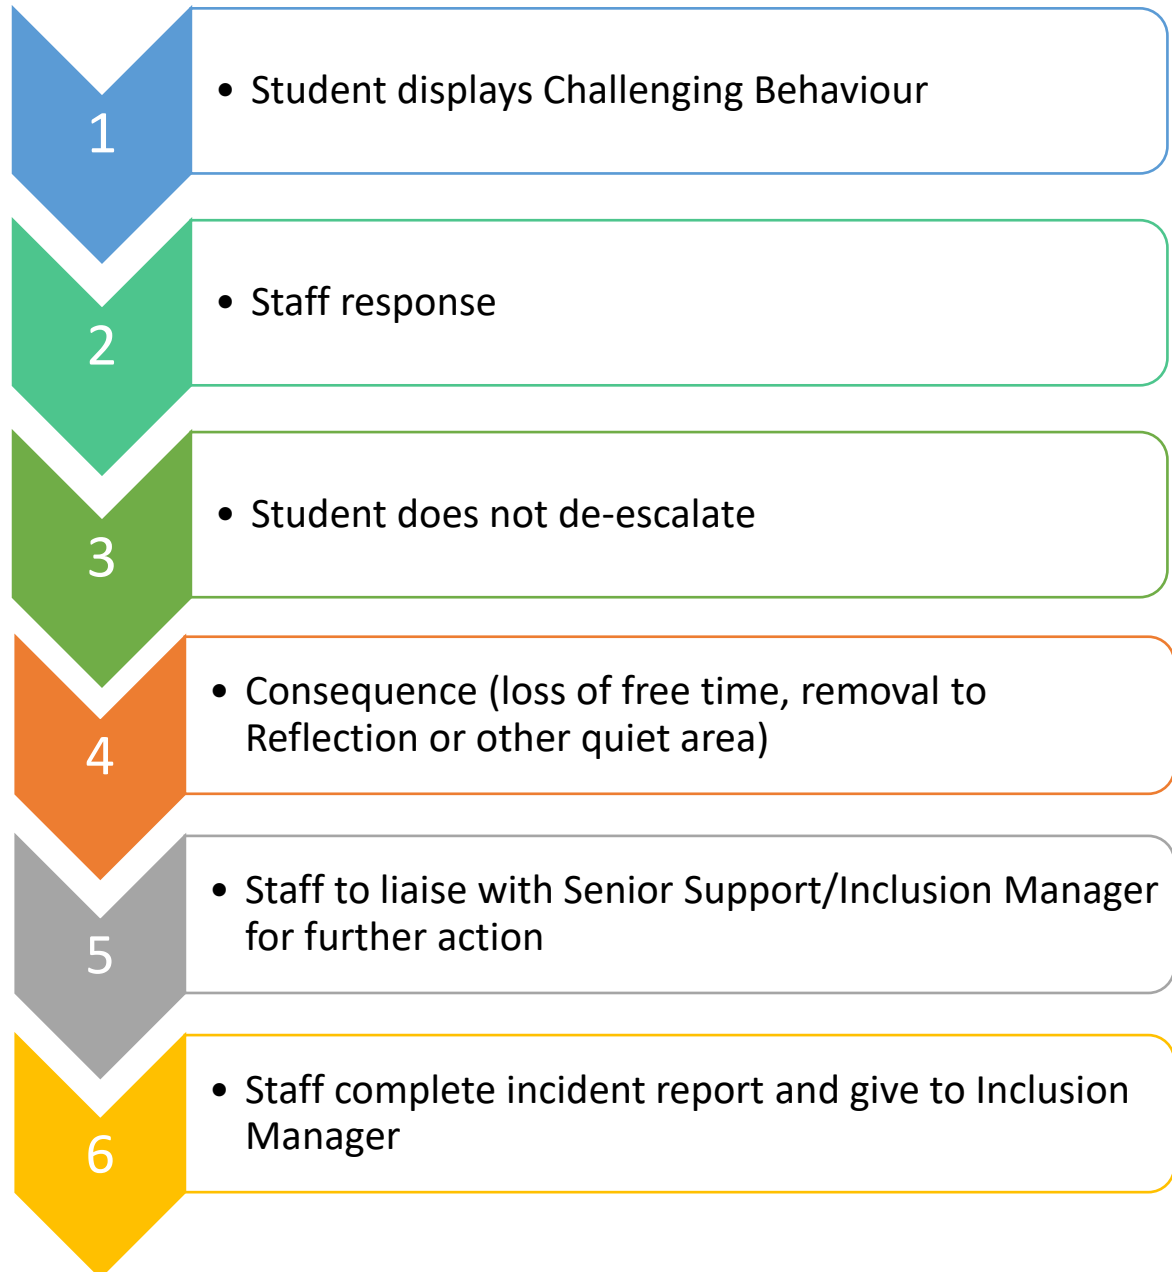 1
• Student displays Challenging Behaviour
2
• Staff response
3
• Student does not de-escalate
4
• Consequence (loss of free time, removal to
Reflection or other quiet area)
5
• Staff to liaise with Senior Support/Inclusion Manager
for further action
6
• Staff complete incident report and give to Inclusion
Manager